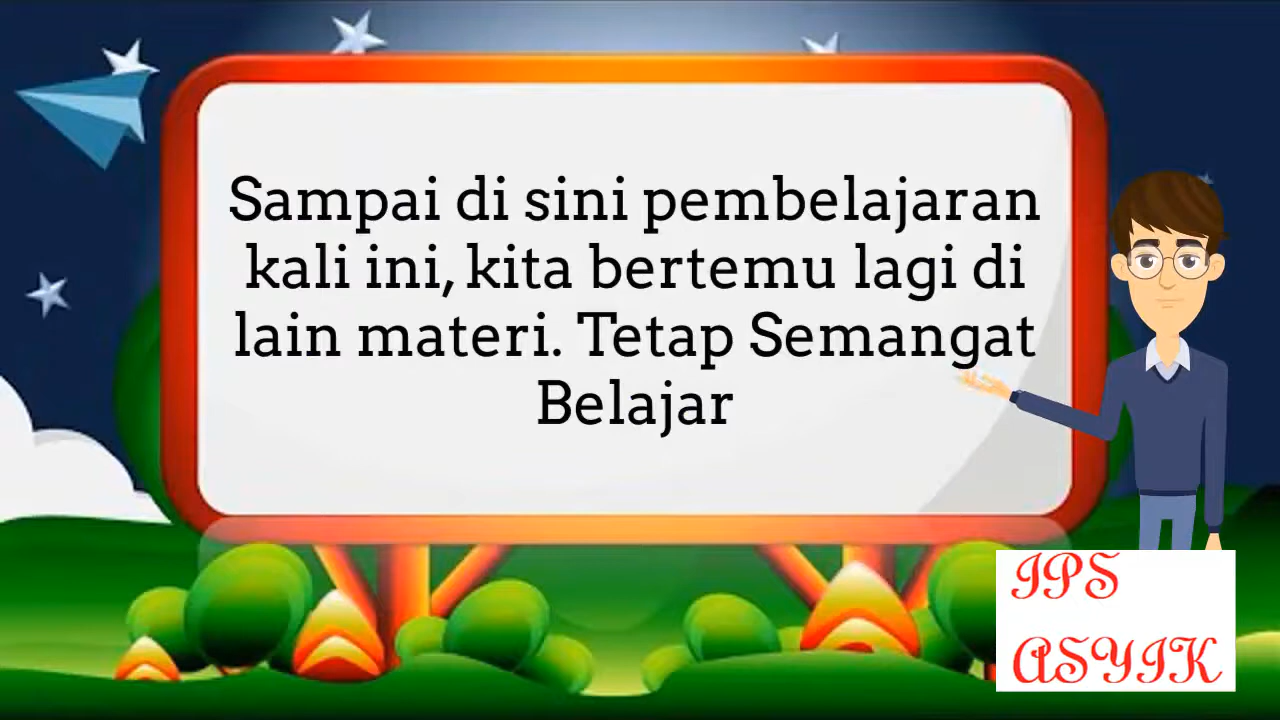 Sampai di sini pembelajaran
kali ini, kita bertemu lagi di
lain materi. Tetap Semangat
Belajar
IPS
ASYIK